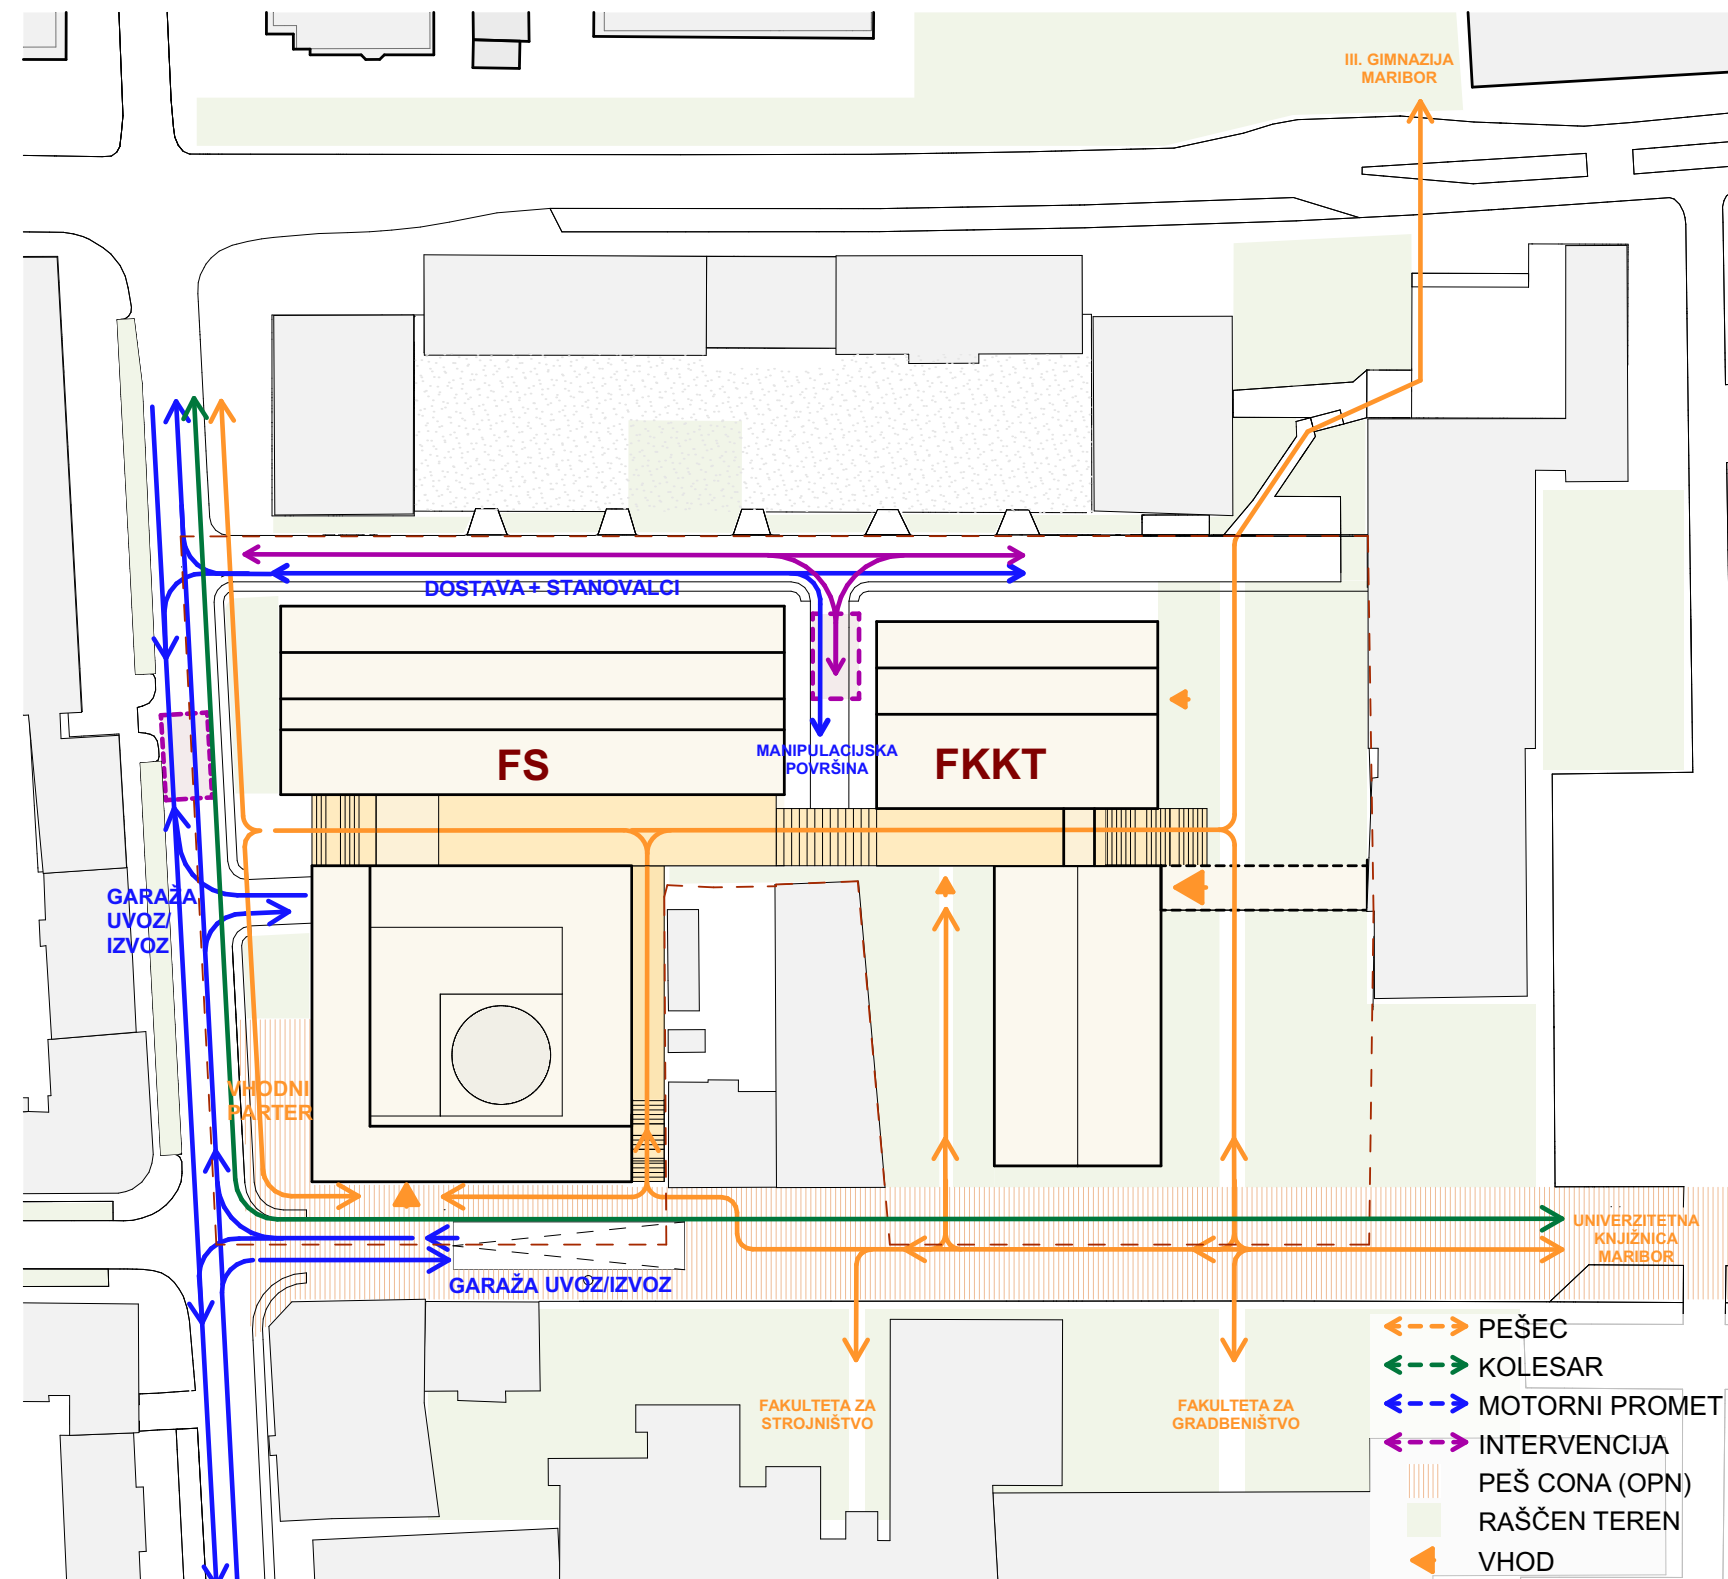 III. GIMNAZIJA
MARIBOR
DOSTAVA + STANOVALCI
FS
MANIPULACIJSKA
POVRŠINA
FKKT
GARAŽA
UVOZ/
IZVOZ
VHODNI
PARTER
UNIVERZITETNA
KNJIŽNICA
MARIBOR
GARAŽA UVOZ/IZVOZ
FAKULTETA ZA
STROJNIŠTVO
FAKULTETA ZA
GRADBENIŠTVO
PEŠEC
KOLESAR
MOTORNI PROMET
INTERVENCIJA
PEŠ CONA (OPN)
RAŠČEN TEREN
VHOD